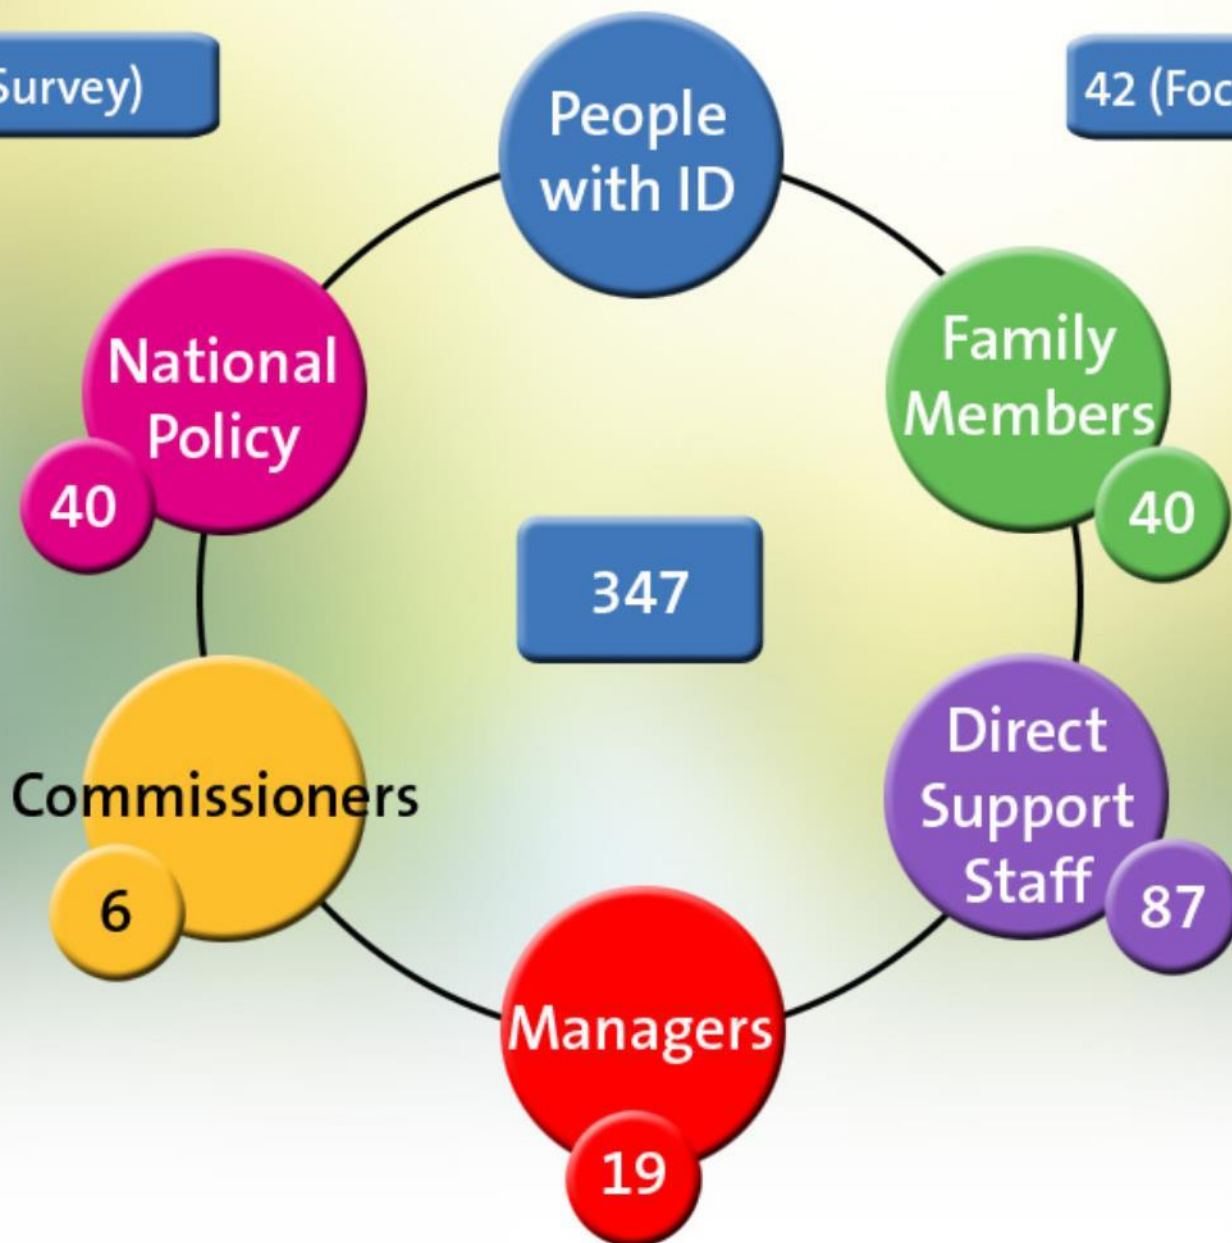 Survey)
42 (Foc
People
with ID
National
Policy
40
Family
Members
40
347
Commissioners
6
Direct
Support
Staff
87
Managers
19